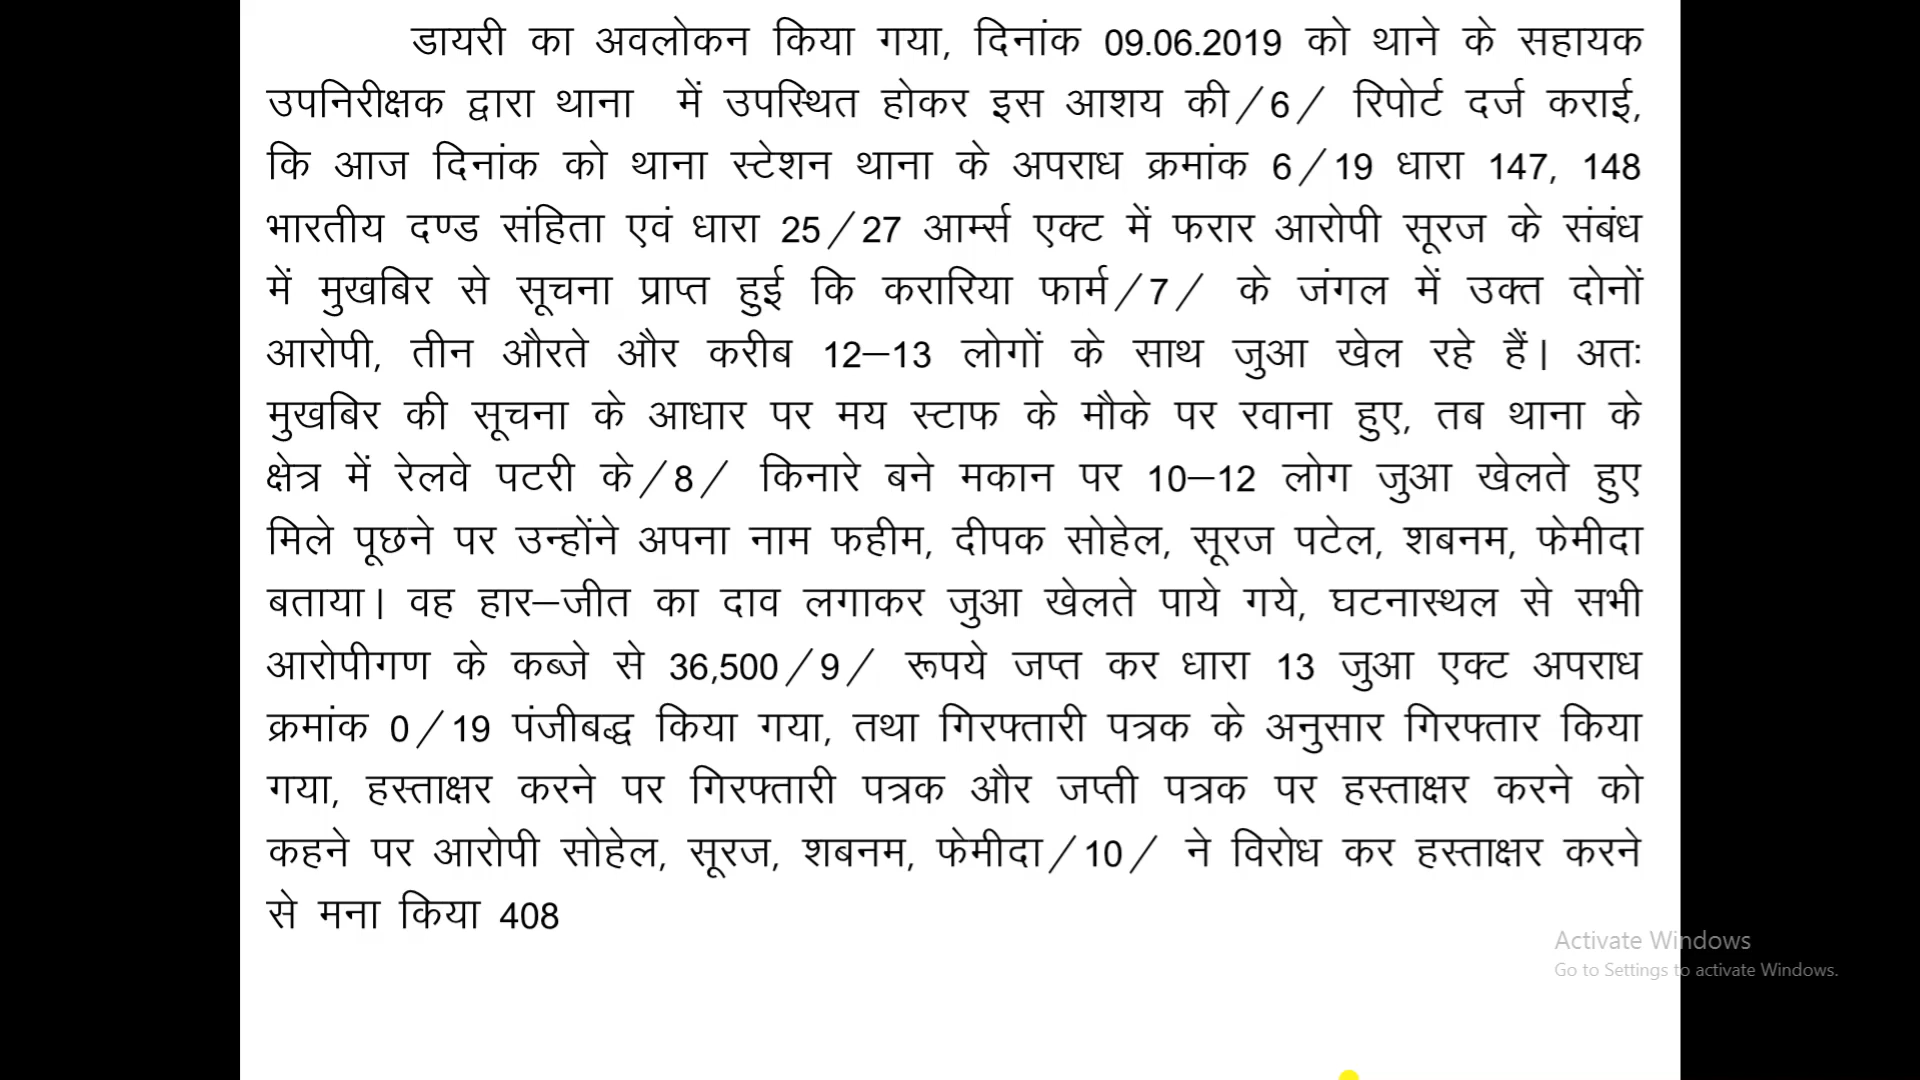 डायरी का अवलोकन किया गया, दिनांक 09.06.2019 को थाने के सहायक
उपनिरीक्षक द्वारा थाना में उपस्थित होकर इस आशय की/6/ रिपोर्ट दर्ज कराई,
कि आज दिनांक को थाना स्टेशन थाना के अपराध क्रमांक 6/19 धारा 147, 148
भारतीय दण्ड संहिता एवं धारा 25/27 आर्म्स एक्ट में फरार आरोपी सूरज के संबंध
में मुखबिर से सूचना प्राप्त हुई कि करारिया फार्म/7/ के जंगल में उक्त दोनों
आरोपी, तीन औरते और करीब 12–13 लोगों के साथ जुआ खेल रहे हैं। अतः
मुखबिर की सूचना के आधार पर मय स्टाफ के मौके पर रवाना हुए, तब थाना के
क्षेत्र में रेलवे पटरी के/8/ किनारे बने मकान पर 10–12 लोग जुआ खेलते हुए
मिले पूछने पर उन्होंने अपना नाम फहीम, दीपक सोहेल, सूरज पटेल, शबनम, फेमीदा
बताया। वह हार–जीत का दाव लगाकर जुआ खेलते पाये गये, घटनास्थल से सभी
आरोपीगण के कब्जे से 36,500/9/ रूपये जप्त कर धारा 13 जुआ एक्ट अपराध
क्रमांक 0/19 पंजीबद्ध किया गया, तथा गिरफ्तारी पत्रक के अनुसार गिरफ्तार किया
गया, हस्ताक्षर करने पर गिरफ्तारी पत्रक और जप्ती पत्रक पर हस्ताक्षर करने को
कहने पर आरोपी सोहेल, सूरज, शबनम, फेमीदा/10/ ने विरोध कर हस्ताक्षर करने
से मना किया 408
Activate Windows
Go to Settings to activate Windows.